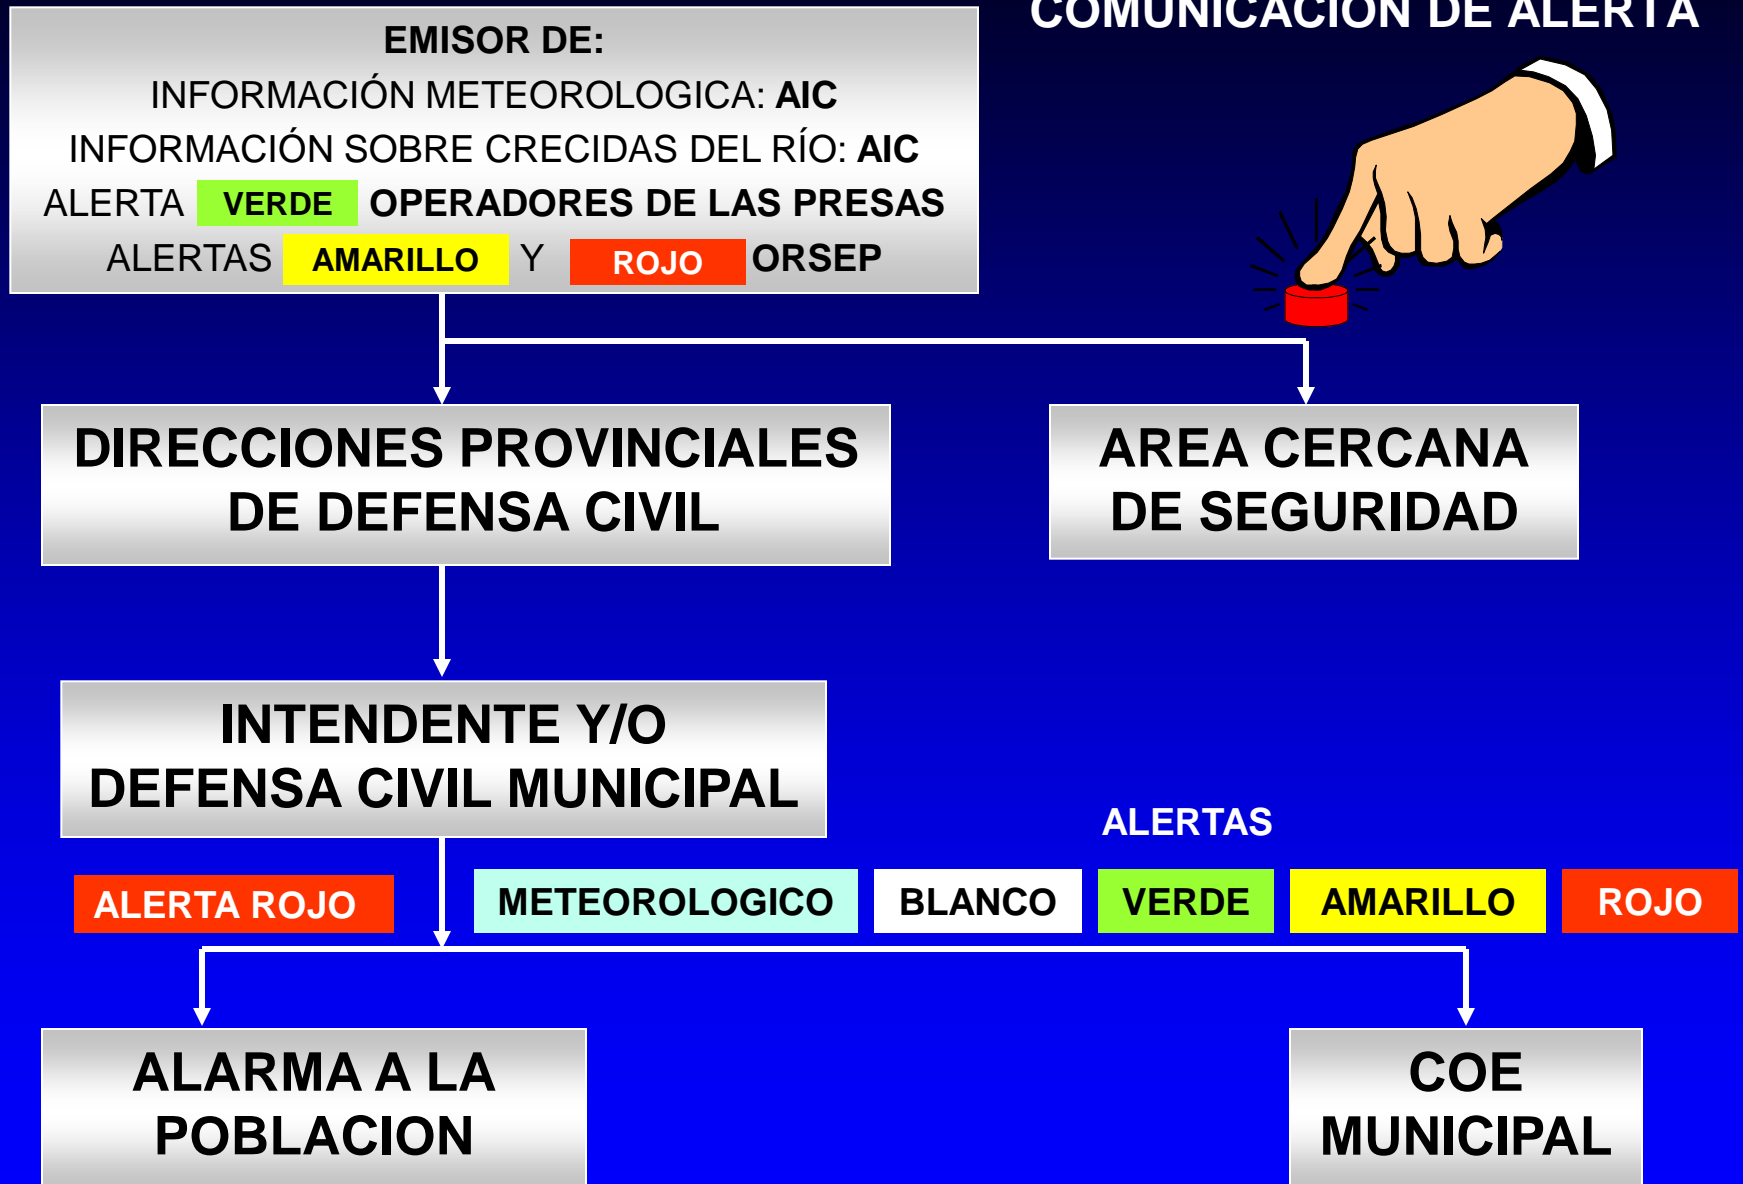 COMUNICACION DE ALERTA
EMISOR DE:
INFORMACIÓN METEOROLOGICA: AIC
INFORMACIÓN SOBRE CRECIDAS DEL RÍO: AIC
ALERTA VERDE OPERADORES DE LAS PRESAS
ALERTAS AMARILLO Y ROJO ORSEP
DIRECCIONES PROVINCIALES
DE DEFENSA CIVIL
AREA CERCANA
DE SEGURIDAD
INTENDENTE Y/O
DEFENSA CIVIL MUNICIPAL
ALERTAS
ALERTA ROJO
METEOROLOGICO
BLANCO
VERDE
AMARILLO
ROJO
ALARMA A LA
POBLACION
COE
MUNICIPAL